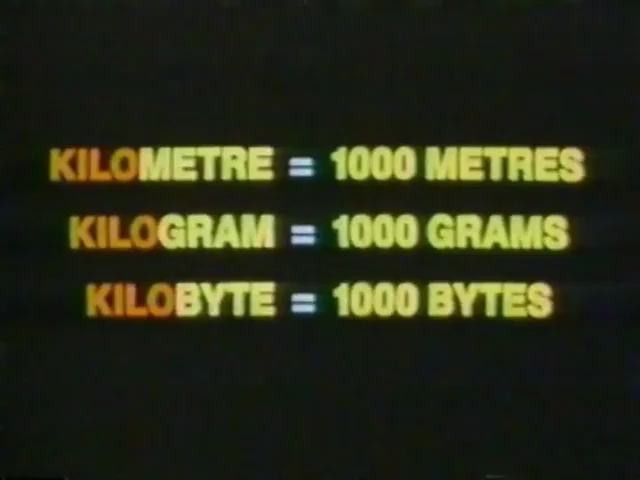 KILOMETRE = 1000 METRES
KILOGRAM = 1000 GRAMS
KILOBYTE = 1000 BYTES